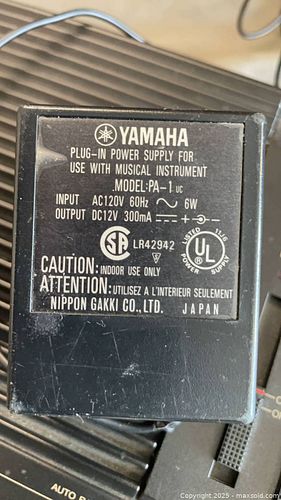 YAMAHA
PLUG-IN POWER SUPPLY FOR
USE WITH MUSICAL INSTRUMENT
MODEL:PA-1 UC
INPUT AC120V 60Hz 6W
OUTPUT DC12V 300mA
LISTED 11J6
UL
POWER SUPPLY
LR42942
CAUTION: INDOOR USE ONLY
ATTENTION: UTILISEZ A L'INTERIEUR SEULEMENT
NIPPON GAKKI CO., LTD. JAPAN
AUTO
Copyright © 2025 - maxsold.com